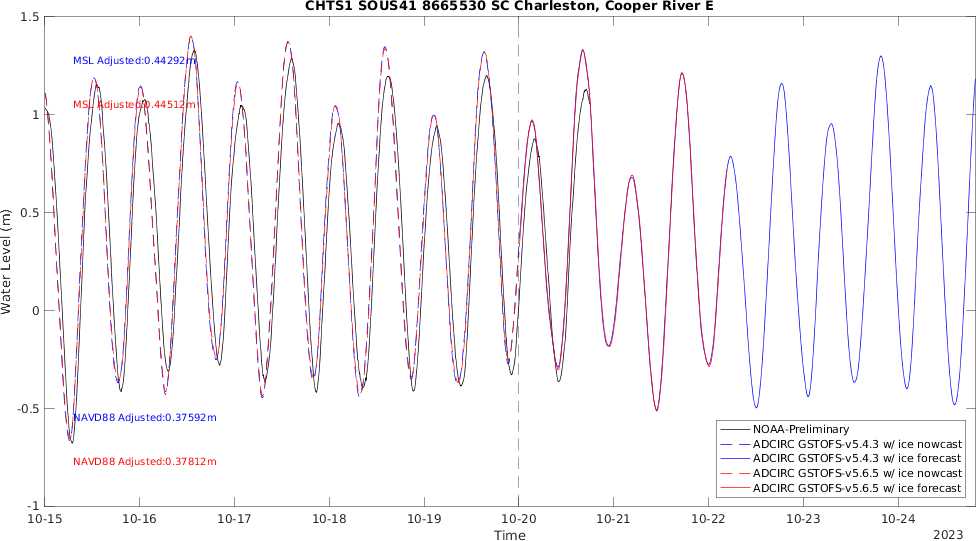 CHTS1 SOUS41 8665530 SC Charleston, Cooper River E
1.5
1
0.5
0
-0.5
-1
Water Level (m)
MSL Adjusted:0.44292m
MSL Adjusted:0.44512m
NAVD88 Adjusted:0.37592m
NAVD88 Adjusted:0.37812m
NOAA-Preliminary
ADCIRC GSTOFS-v5.4.3 w/ ice nowcast
ADCIRC GSTOFS-v5.4.3 w/ ice forecast
ADCIRC GSTOFS-v5.6.5 w/ ice nowcast
ADCIRC GSTOFS-v5.6.5 w/ ice forecast
10-15 10-16 10-17 10-18 10-19 10-20 10-21 10-22 10-23 10-24
Time
2023